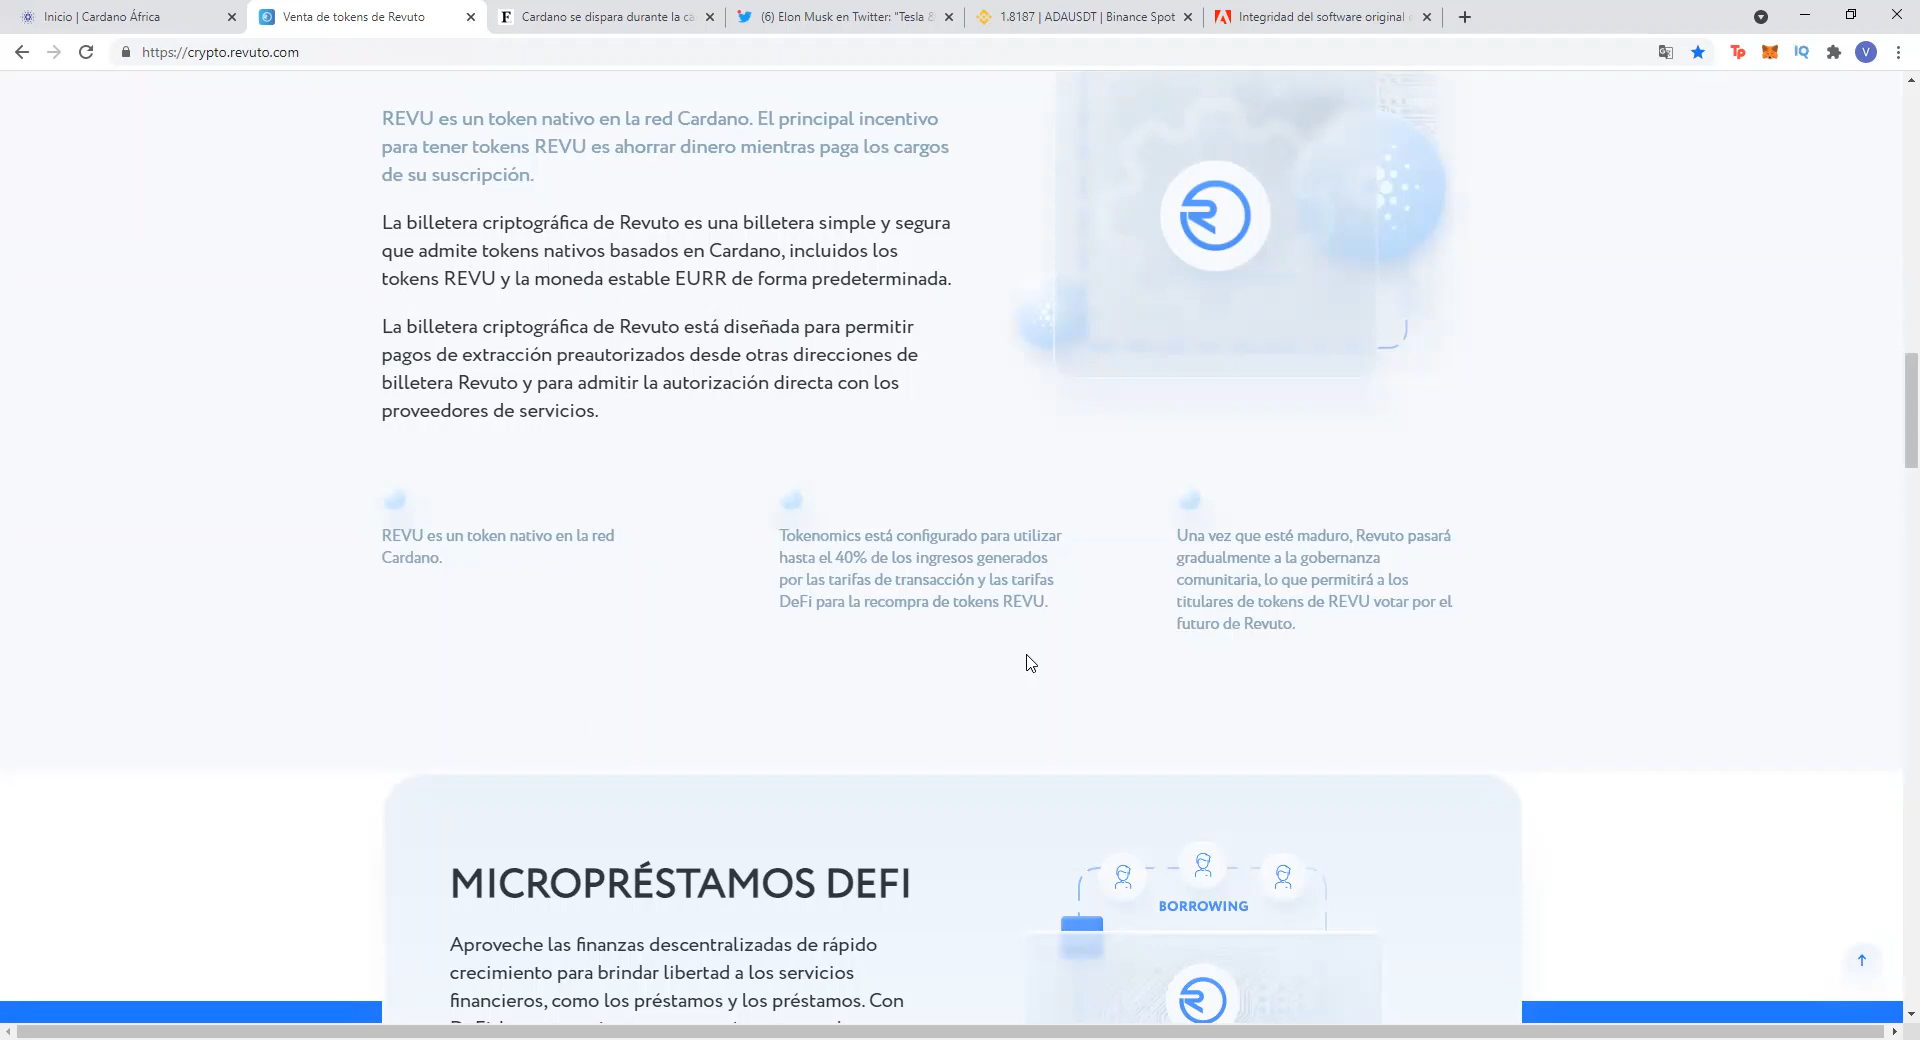 Inicio | Cardano África
Venta de tokens de Revuto
Cardano se dispara durante la ca
(6) Elon Musk en Twitter: "Tesla &
1.8187 | ADAUSDT | Binance Spot
Integridad del software original
https://crypto.revuto.com
Tp
IQ
V
REVU es un token nativo en la red Cardano. El principal incentivo
para tener tokens REVU es ahorrar dinero mientras paga los cargos
de su suscripción.
La billetera criptográfica de Revuto es una billetera simple y segura
que admite tokens nativos basados en Cardano, incluidos los
tokens REVU y la moneda estable EURR de forma predeterminada.
La billetera criptográfica de Revuto está diseñada para permitir
pagos de extracción preautorizados desde otras direcciones de
billetera Revuto y para admitir la autorización directa con los
proveedores de servicios.
REVU es un token nativo en la red
Cardano.
Tokenomics está configurado para utilizar
hasta el 40% de los ingresos generados
por las tarifas de transacción y las tarifas
DeFi para la recompra de tokens REVU.
Una vez que esté maduro, Revuto pasará
gradualmente a la gobernanza
comunitaria, lo que permitirá a los
titulares de tokens de REVU votar por el
futuro de Revuto.
MICROPRÉSTAMOS DEFI
BORROWING
Aproveche las finanzas descentralizadas de rápido
crecimiento para brindar libertad a los servicios
financieros, como los préstamos y los préstamos. Con